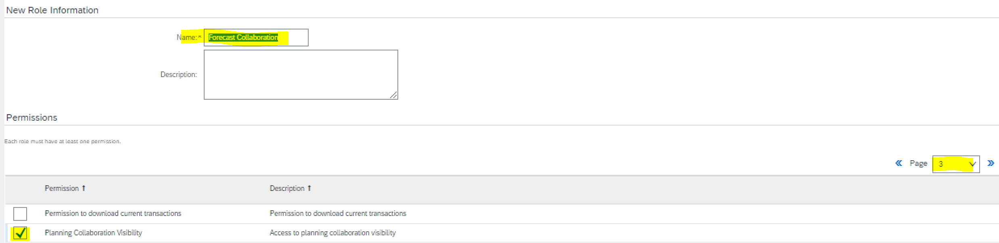 New Role Information
Name:* Forecast Collaboration
Description:
Permissions
Each role must have at least one permission.
« Page 3 »
Permission ↑ Description ↑
Permission to download current transactions Permission to download current transactions
Planning Collaboration Visibility Access to planning collaboration visibility